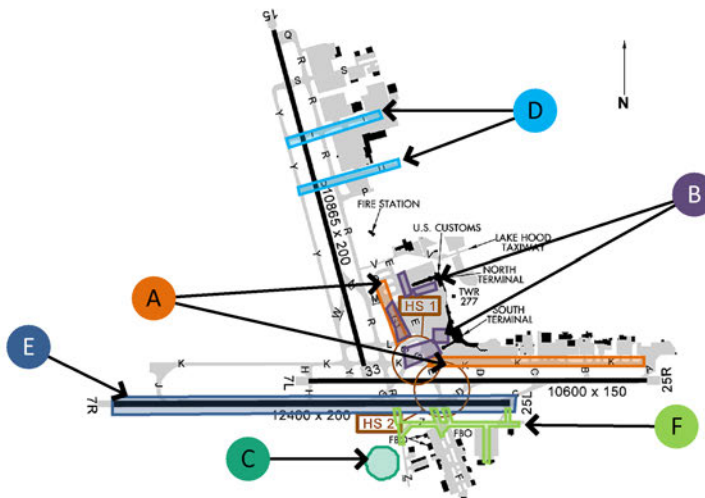 15
Q
R
S
S
R
Y
T
D
R
U
Y
P
10865 x 200
N
FIRE STATION
Y
U.S. CUSTOMS
B
LAKE HOOD
TAXIWAY
V
E
NORTH
TERMINAL
A
TWR
277
HS 1
E
M
R
SOUTH
TERMINAL
W
L
E
K
K
K
Y
33
K
D
K
C
K
B
K
A
J
H
7L
10600 x 150
25R
7R
25L
12400 x 200
HS 2
FBO
FBO
F
C
F
Z